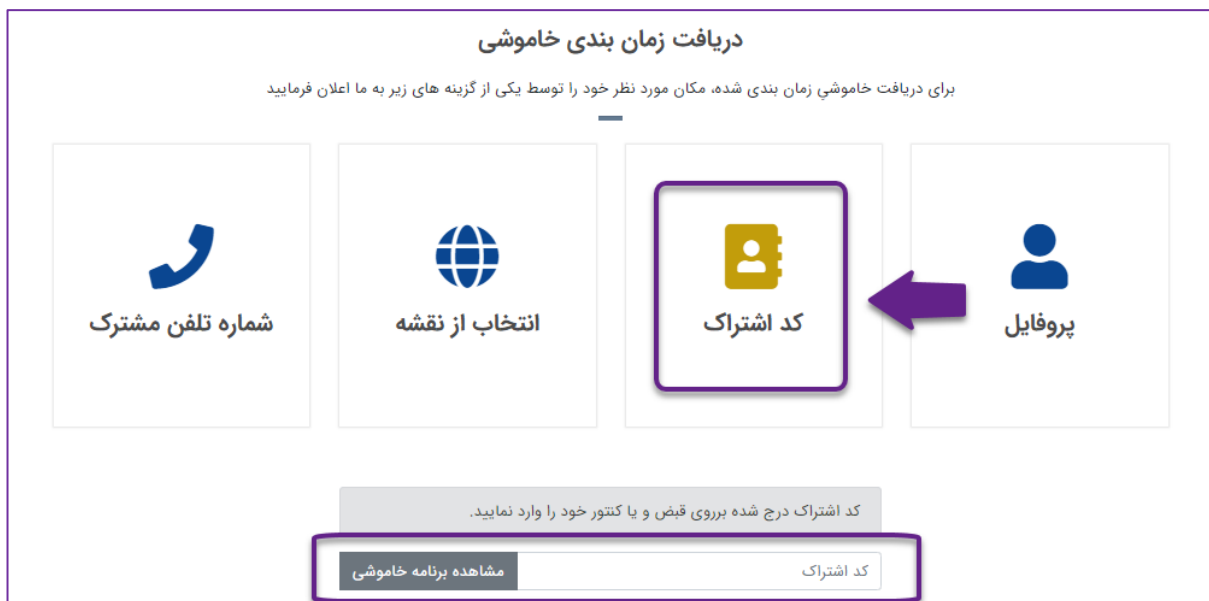 دریافت زمان بندی خاموشی
برای دریافت خاموشیِ زمان بندی شده، مکان مورد نظر خود را توسط یکی از گزینه های زیر به ما اعلان فرمایید
پروفایل
کد اشتراک
انتخاب از نقشه
شماره تلفن مشترک
کد اشتراک درج شده برروی قبض و یا کنتور خود را وارد نمایید.
کد اشتراک
مشاهده برنامه خاموشی